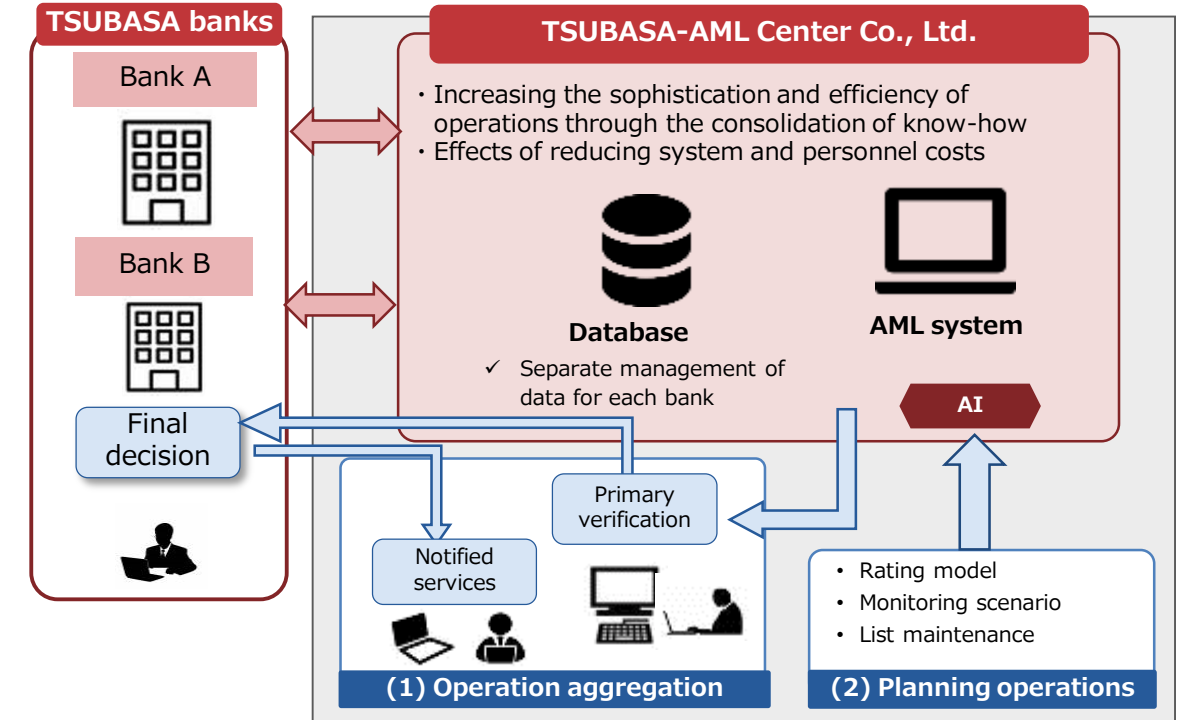 TSUBASA banks
Bank A
Bank B
Final
decision
TSUBASA-AML Center Co., Ltd.
・Increasing the sophistication and efficiency of
operations through the consolidation of know-how
・Effects of reducing system and personnel costs
Database
✓ Separate management of
data for each bank
AML system
AI
Primary
verification
Notified
services
(1) Operation aggregation
• Rating model
• Monitoring scenario
• List maintenance
(2) Planning operations